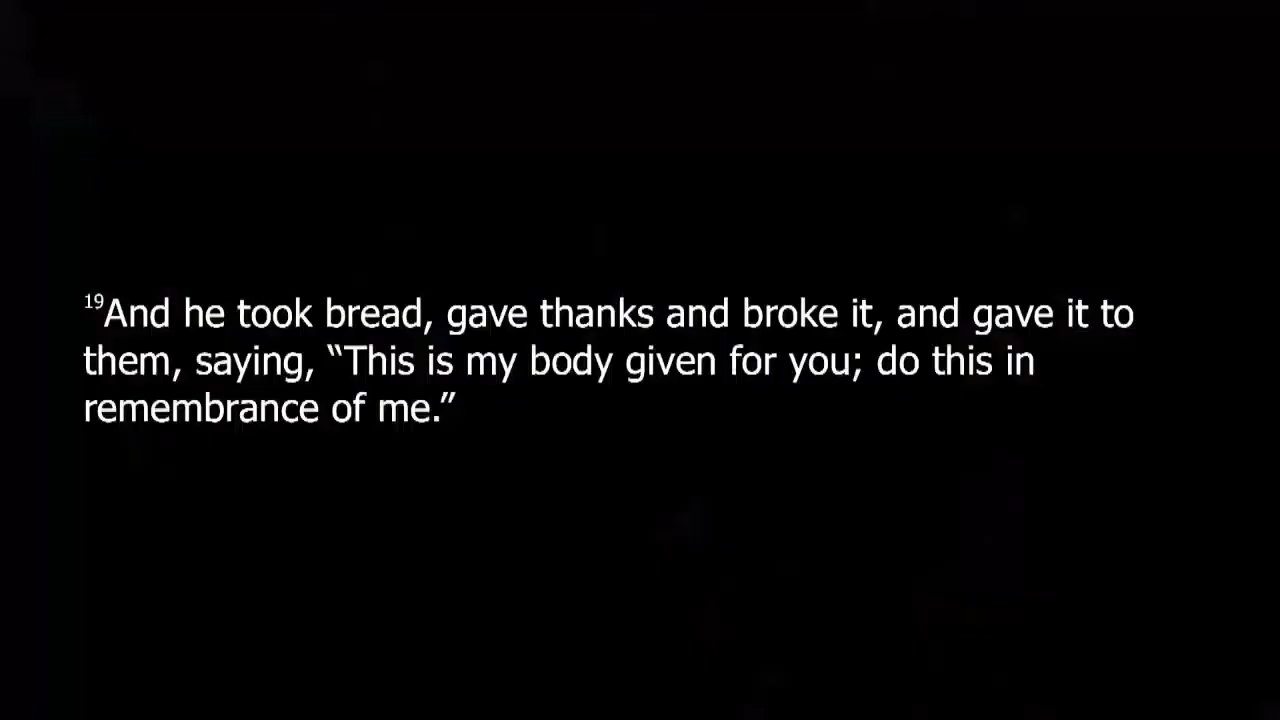 19And he took bread, gave thanks and broke it, and gave it to
them, saying, “This is my body given for you; do this in
remembrance of me.”